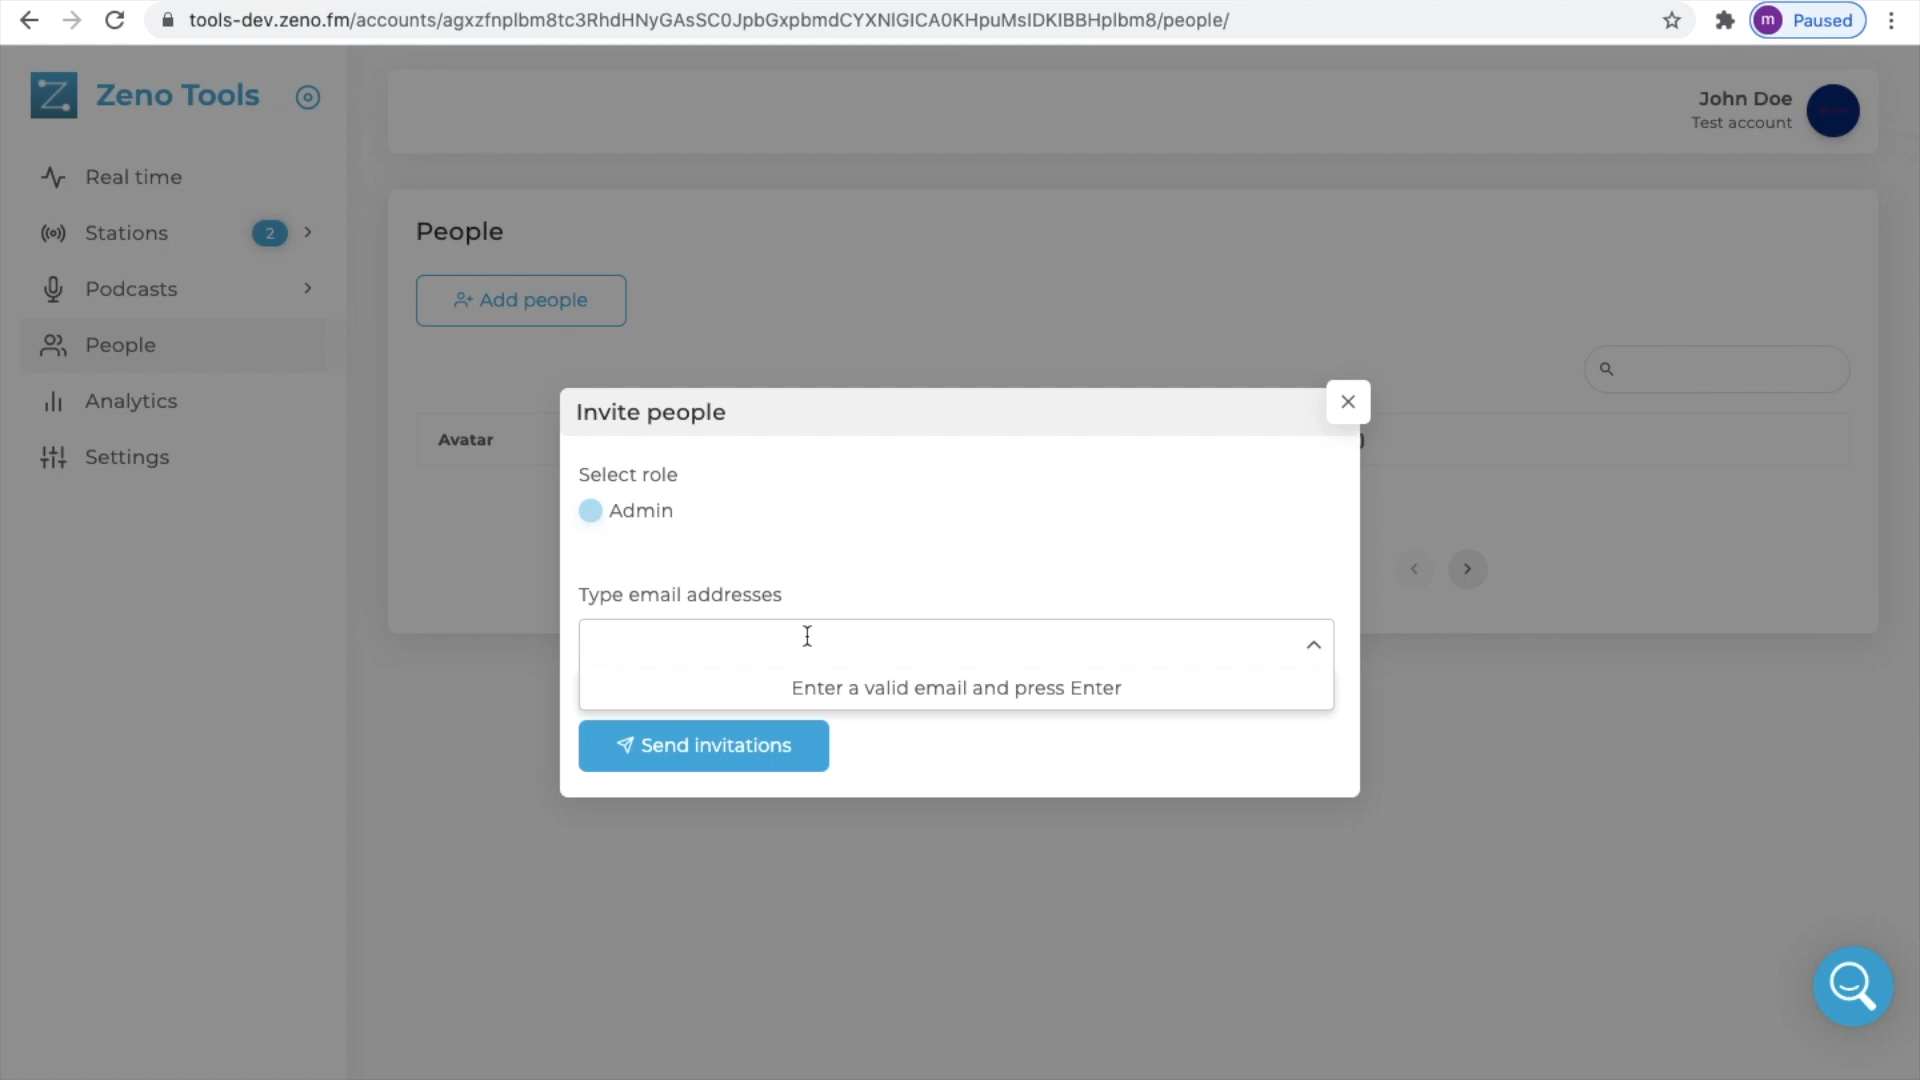 tools-dev.zeno.fm/accounts/agxzfnplbm8tc3RhdHNyGAsSC0JpbGxpbmdCYXNlGICA0KHpuMsIDKIBBHplbm8/people/
m
Paused
Zeno Tools
John Doe
Test account
Real time
Stations
2
Podcasts
People
Analytics
Settings
People
Add people
Avatar
Invite people
Select role
Admin
Type email addresses
Enter a valid email and press Enter
Send invitations